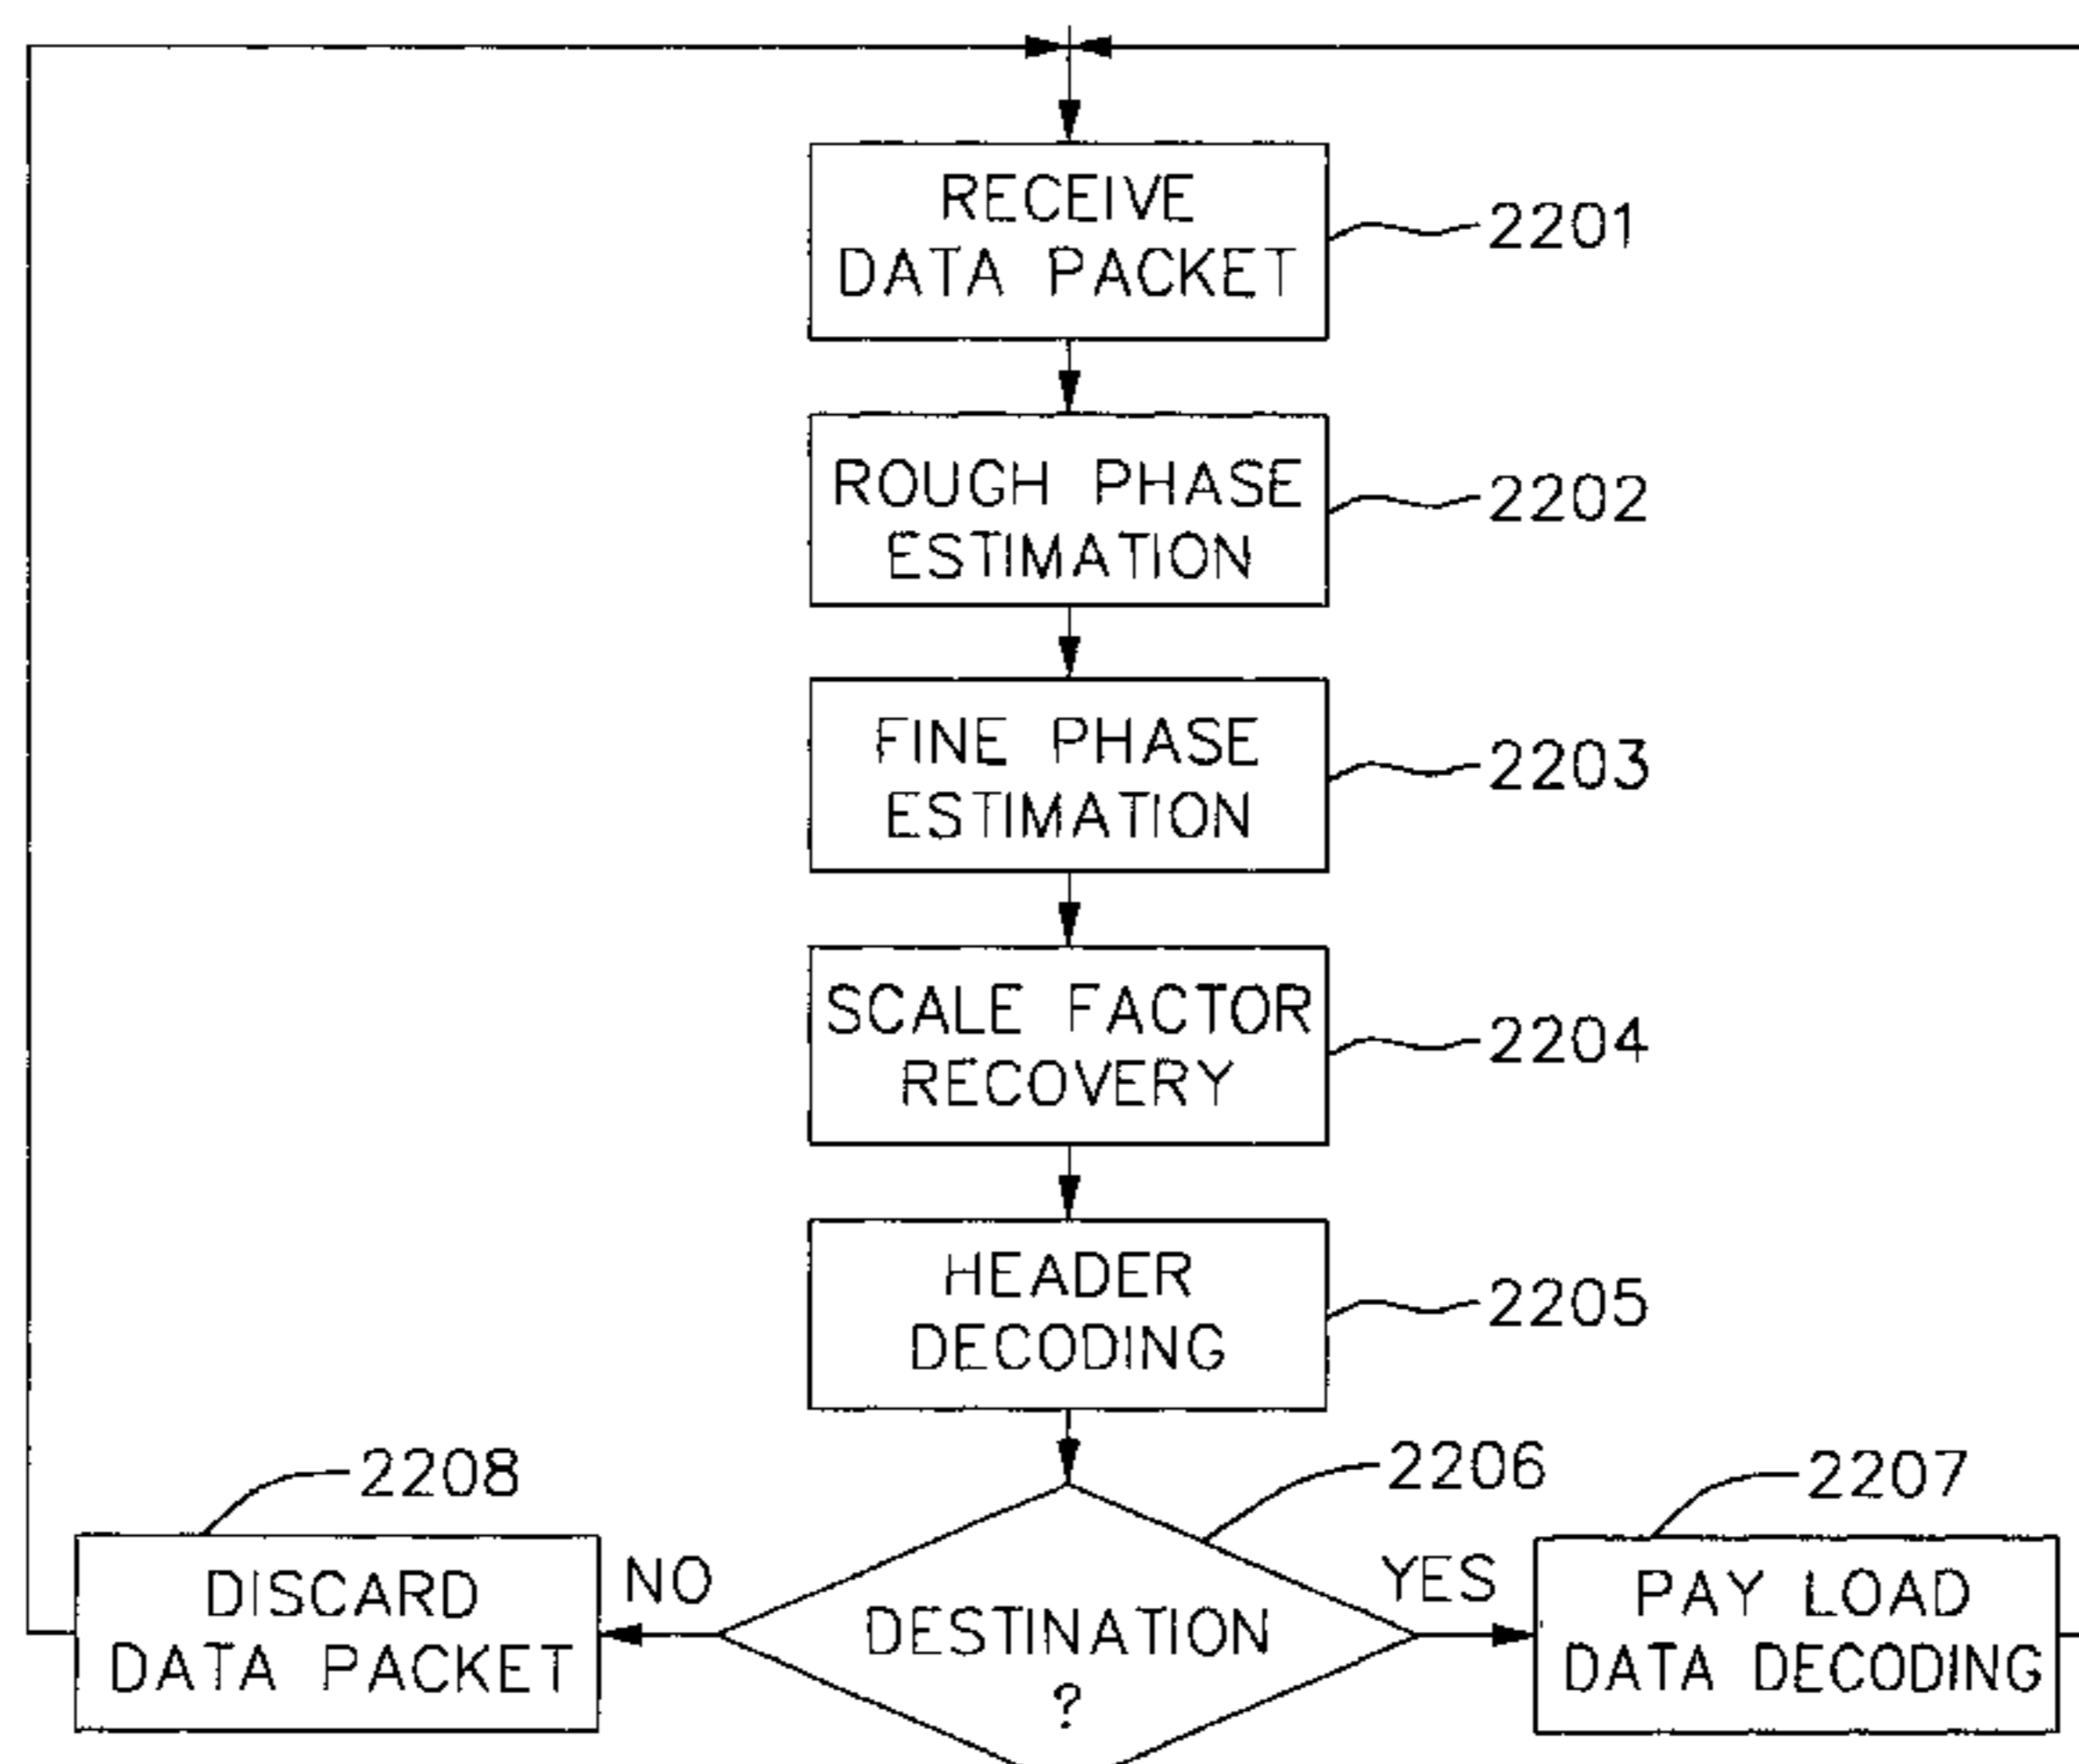 RECEIVE
DATA PACKET
2201
ROUGH PHASE
ESTIMATION
2202
FINE PHASE
ESTIMATION
2203
SCALE FACTOR
RECOVERY
2204
HEADER
DECODING
2205
2208
2206
2207
DISCARD
DATA PACKET
NO
DESTINATION
?
YES
PAY LOAD
DATA DECODING